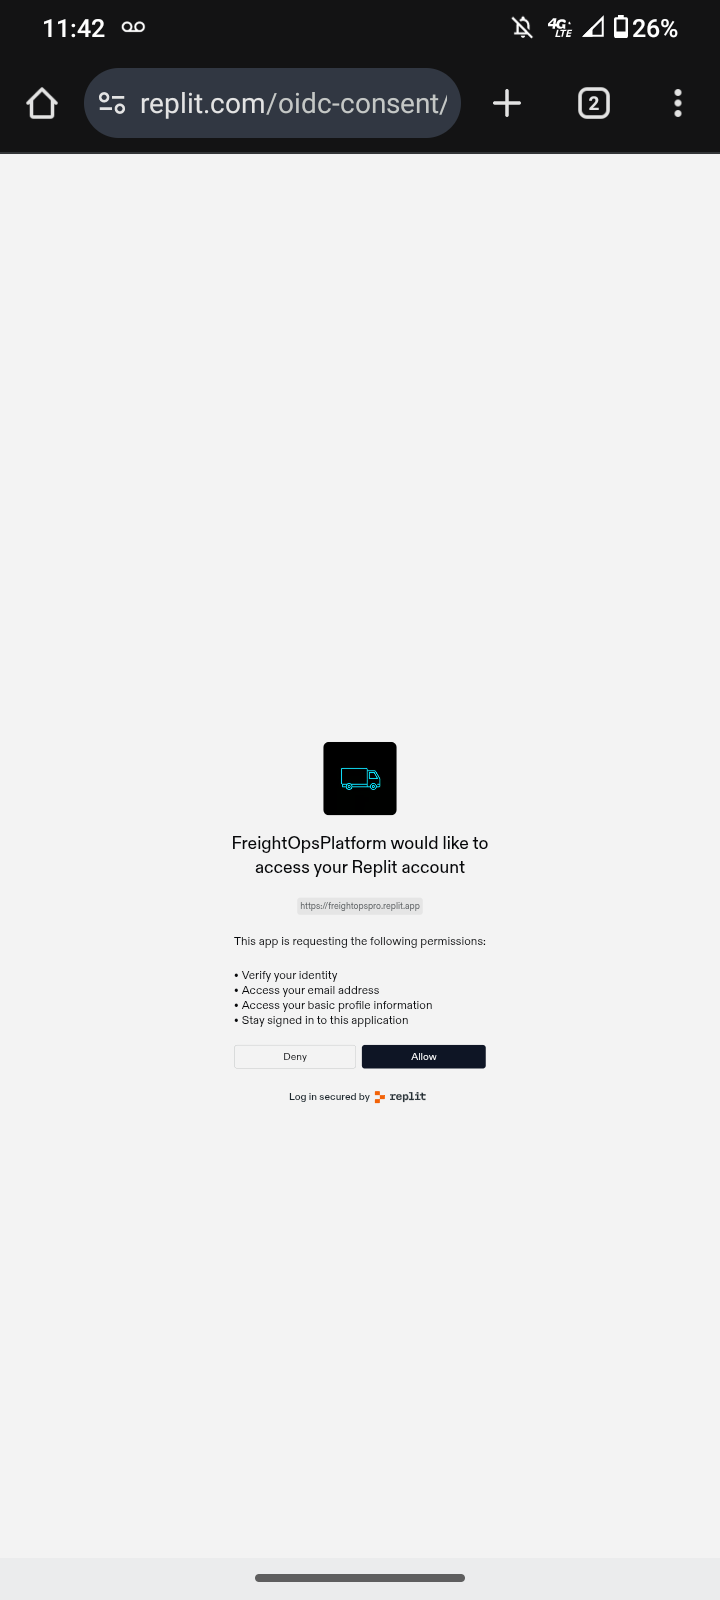 11:42
4G+ LTE
26%
replit.com/oidc-consent/
2
FreightOpsPlatform would like to
access your Replit account
https://freightopspro.replit.app
This app is requesting the following permissions:
• Verify your identity
• Access your email address
• Access your basic profile information
• Stay signed in to this application
Deny
Allow
Log in secured by replit